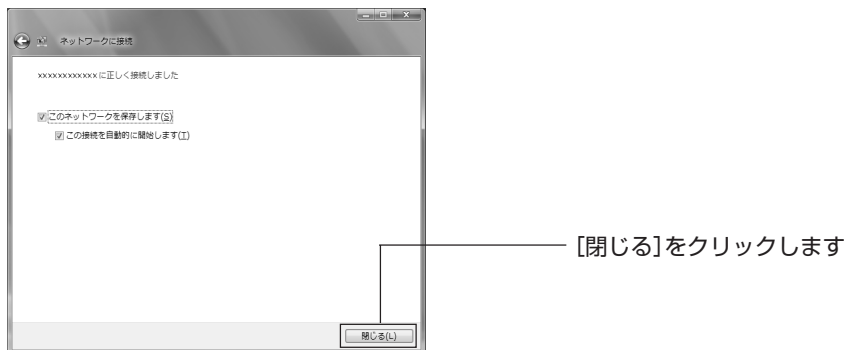 ネットワークに接続
xxxxxxxxxxxx に正しく接続しました
このネットワークを保存します(S)
この接続を自動的に開始します(T)
[閉じる]をクリックします
閉じる(L)